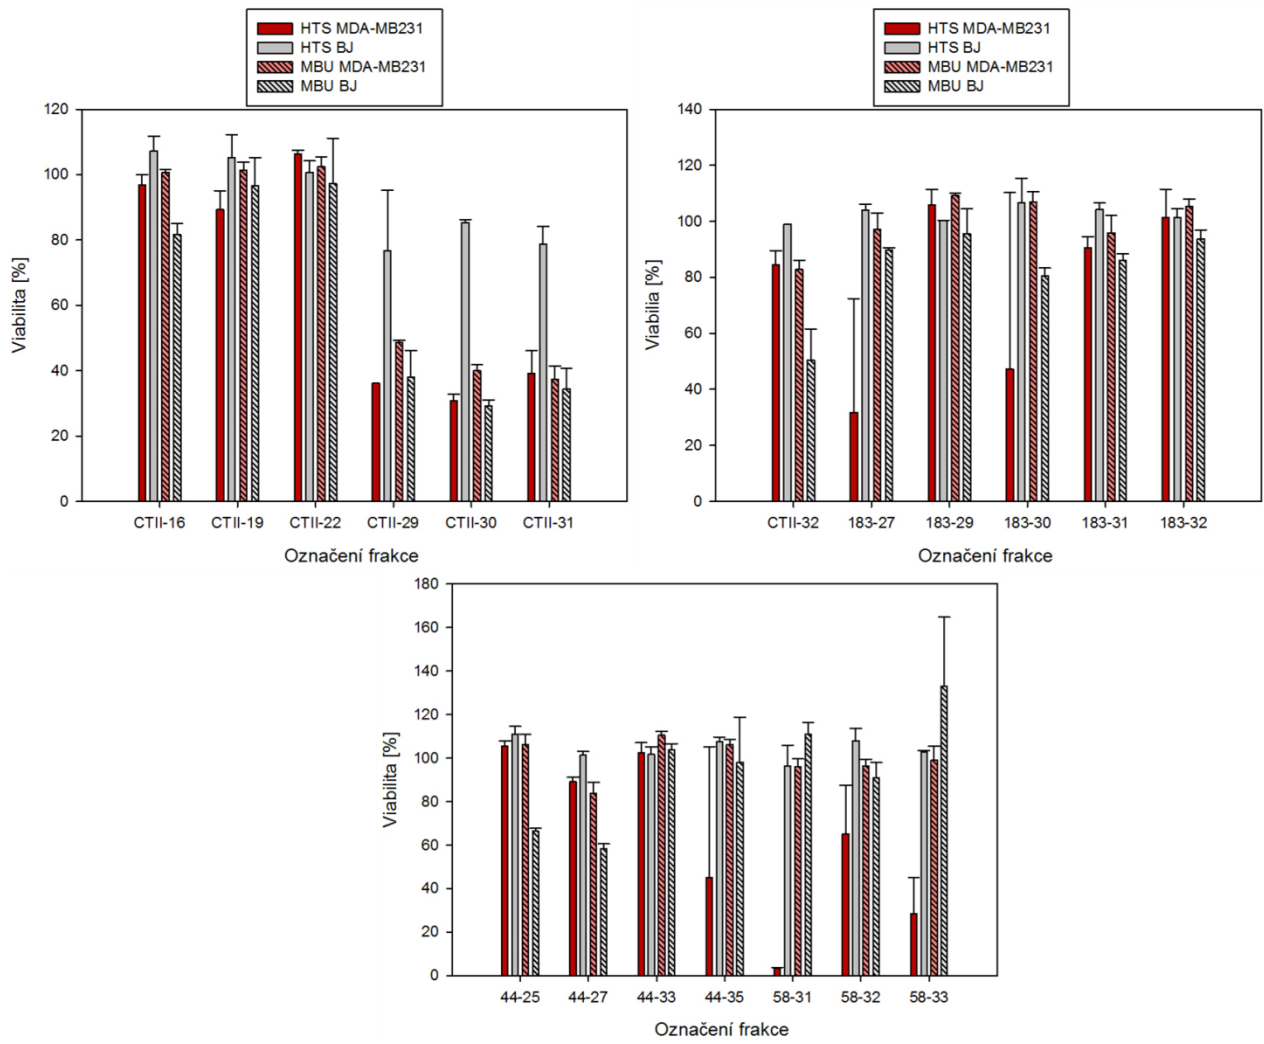 HTS MDA-MB231
HTS BJ
MBU MDA-MB231
MBU BJ
120
100
80
60
40
20
0
Viabilita [%]
CTII-16 CTII-19 CTII-22 CTII-29 CTII-30 CTII-31
Označení frakce
HTS MDA-MB231
HTS BJ
MBU MDA-MB231
MBU BJ
140
120
100
80
60
40
20
0
Viabilia [%]
CTII-32 183-27 183-29 183-30 183-31 183-32
Označení frakce
180
160
140
120
100
80
60
40
20
0
Viabilita [%]
44-25 44-27 44-33 44-35 58-31 58-32 58-33
Označení frakce